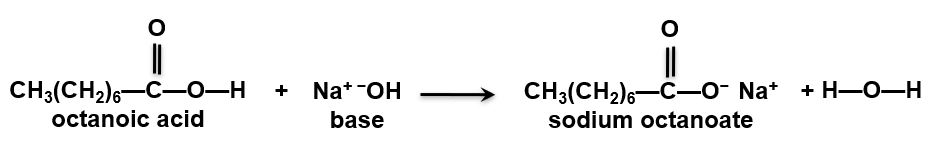 O          O
CH₃(CH₂)₆—C—O—H + Na⁺ ⁻OH ⟶ CH₃(CH₂)₆—C—O⁻ Na⁺ + H—O—H
octanoic acid base sodium octanoate